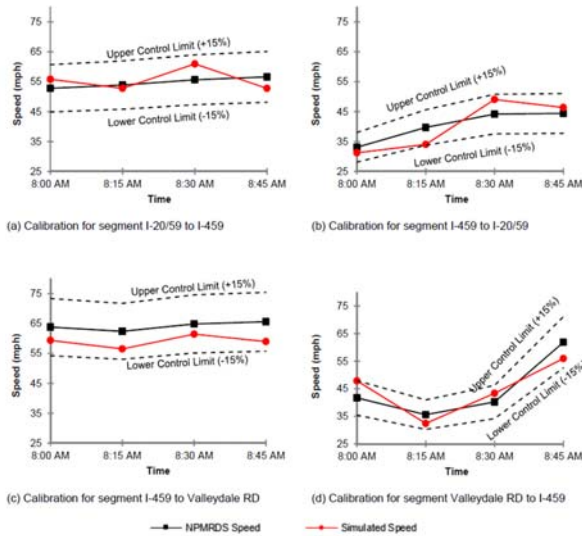 75
65
55
45
35
25
Speed (mph)
Upper Control Limit (+15%)
Lower Control Limit (-15%)
8:00 AM 8:15 AM 8:30 AM 8:45 AM
Time
(a) Calibration for segment I-20/59 to I-459
75
65
55
45
35
25
Speed (mph)
Upper Control Limit (+15%)
Lower Control Limit (-15%)
8:00 AM 8:15 AM 8:30 AM 8:45 AM
Time
(b) Calibration for segment I-459 to I-20/59
75
65
55
45
35
25
Speed (mph)
Upper Control Limit (+15%)
Lower Control Limit (-15%)
8:00 AM 8:15 AM 8:30 AM 8:45 AM
Time
(c) Calibration for segment I-459 to Valleydale RD
75
65
55
45
35
25
Speed (mph)
Upper Control Limit (+15%)
Lower Control Limit (-15%)
8:00 AM 8:15 AM 8:30 AM 8:45 AM
Time
(d) Calibration for segment Valleydale RD to I-459
NPMRDS Speed Simulated Speed